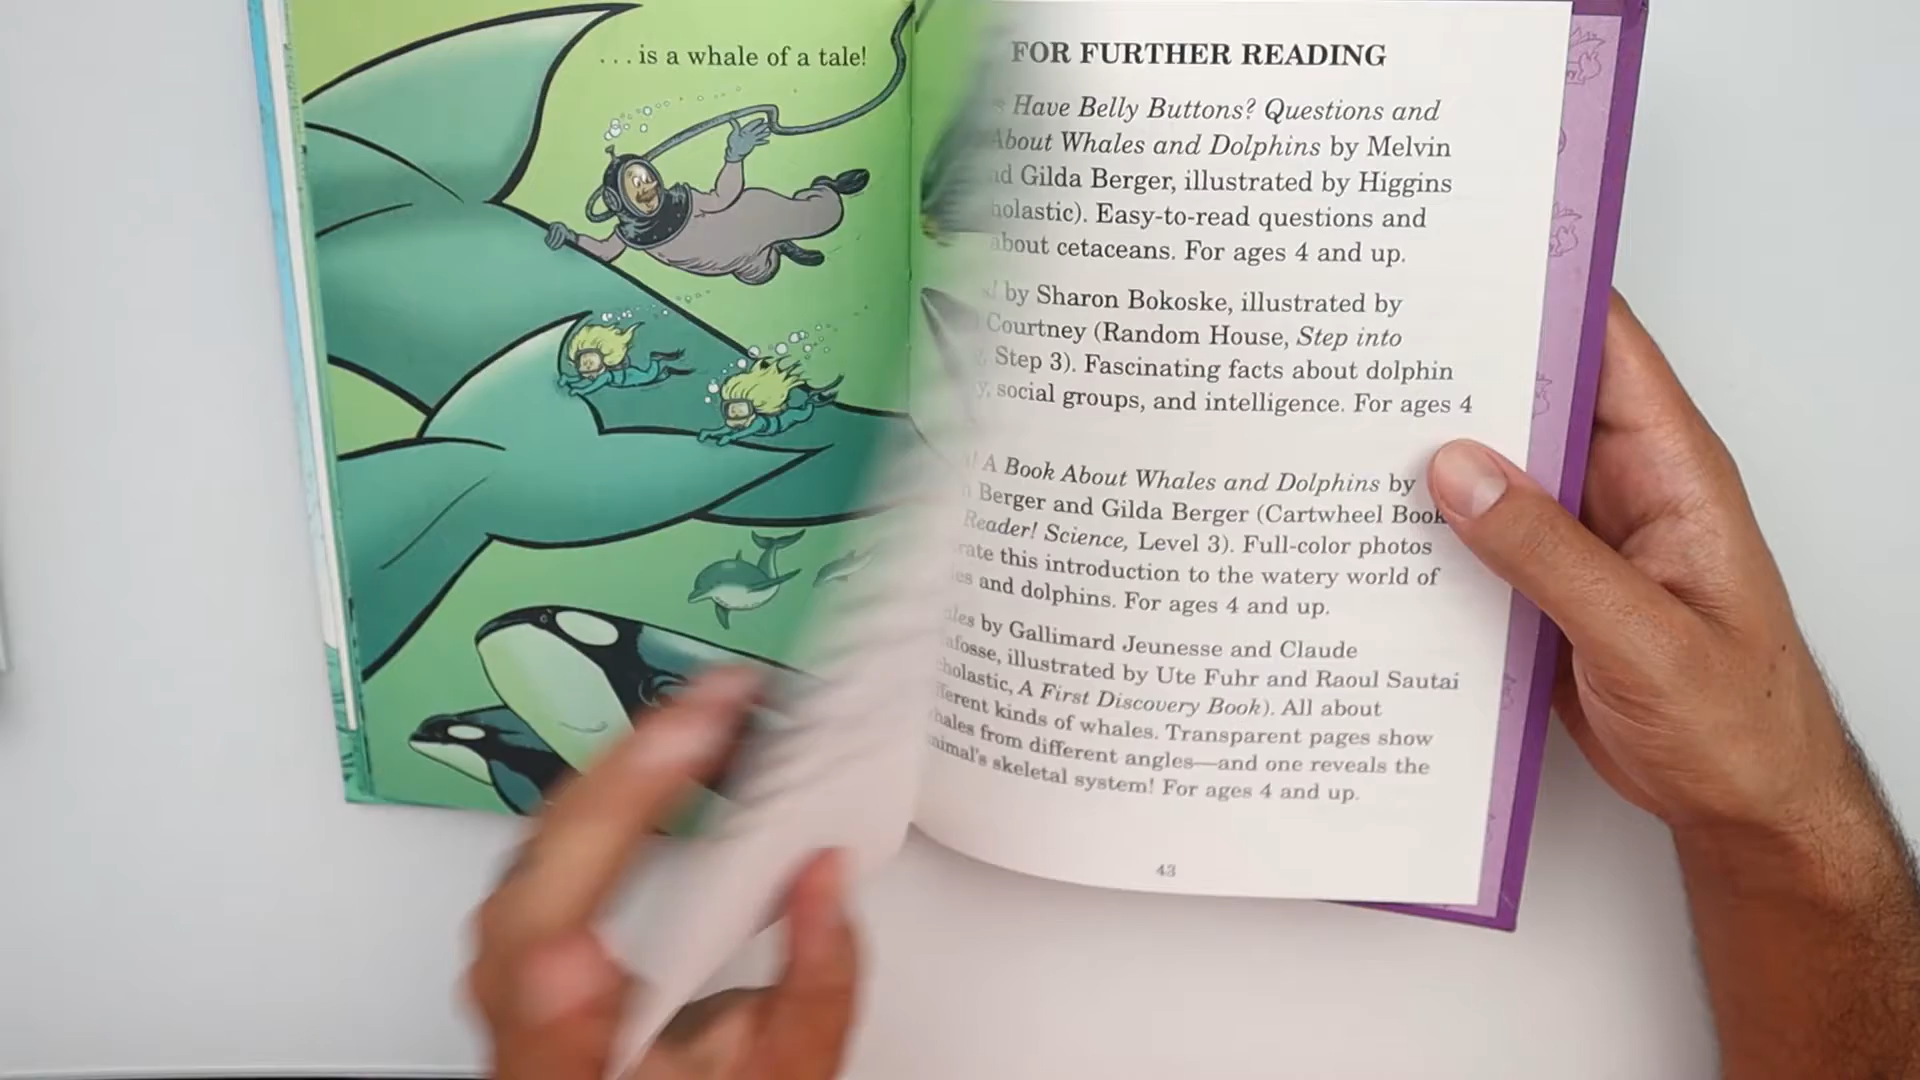 . . . is a whale of a tale!
FOR FURTHER READING
Have Belly Buttons? Questions and
About Whales and Dolphins by Melvin
Gilda Berger, illustrated by Higgins
Easy-to-read questions and
about cetaceans. For ages 4 and up.
by Sharon Bokoske, illustrated by
Courtney (Random House, Step into
Step 3). Fascinating facts about dolphin
social groups, and intelligence. For ages 4
A Book About Whales and Dolphins by
Berger and Gilda Berger (Cartwheel Book
Reader! Science, Level 3). Full-color photos
this introduction to the watery world of
and dolphins. For ages 4 and up.
by Gallimard Jeunesse and Claude
illustrated by Ute Fuhr and Raoul Sautai
A First Discovery Book). All about
kinds of whales. Transparent pages show
from different angles—and one reveals the
skeletal system! For ages 4 and up.
43